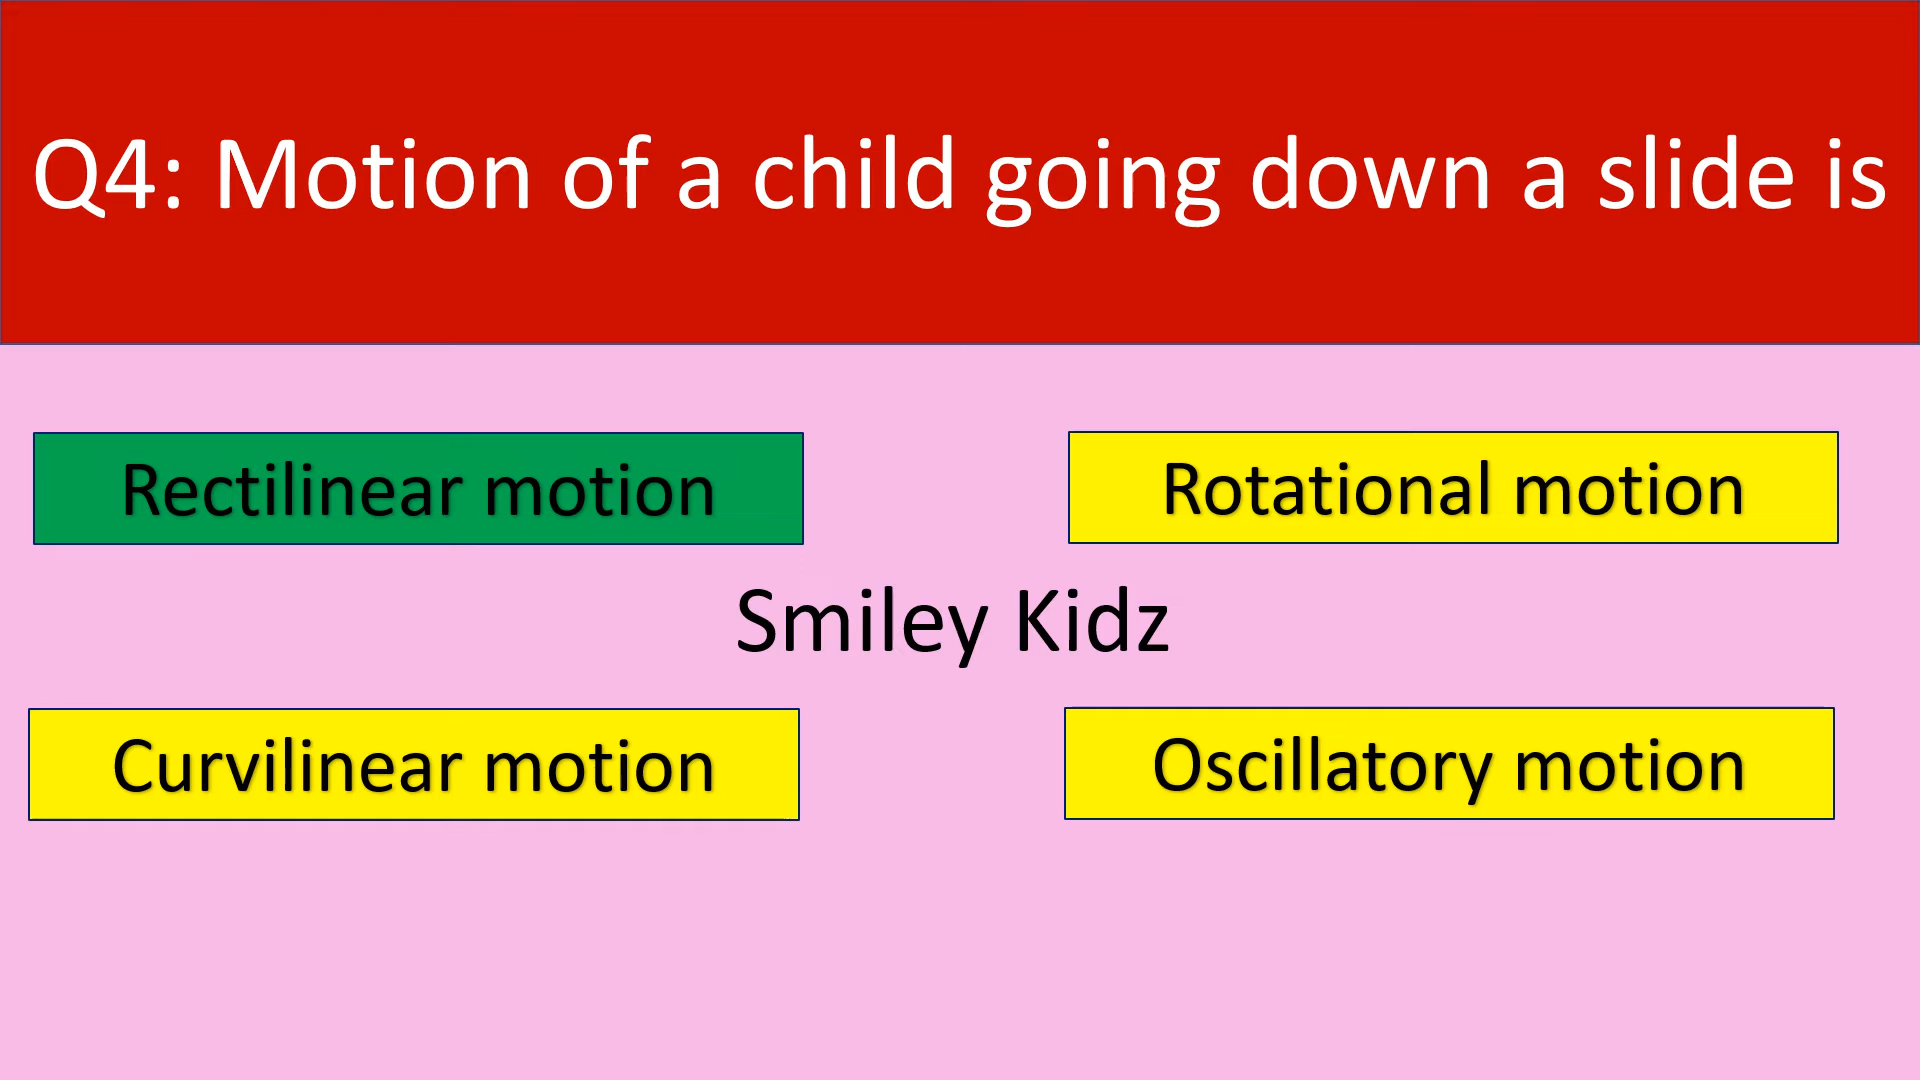 Q4: Motion of a child going down a slide is
Rectilinear motion
Rotational motion
Smiley Kidz
Curvilinear motion
Oscillatory motion